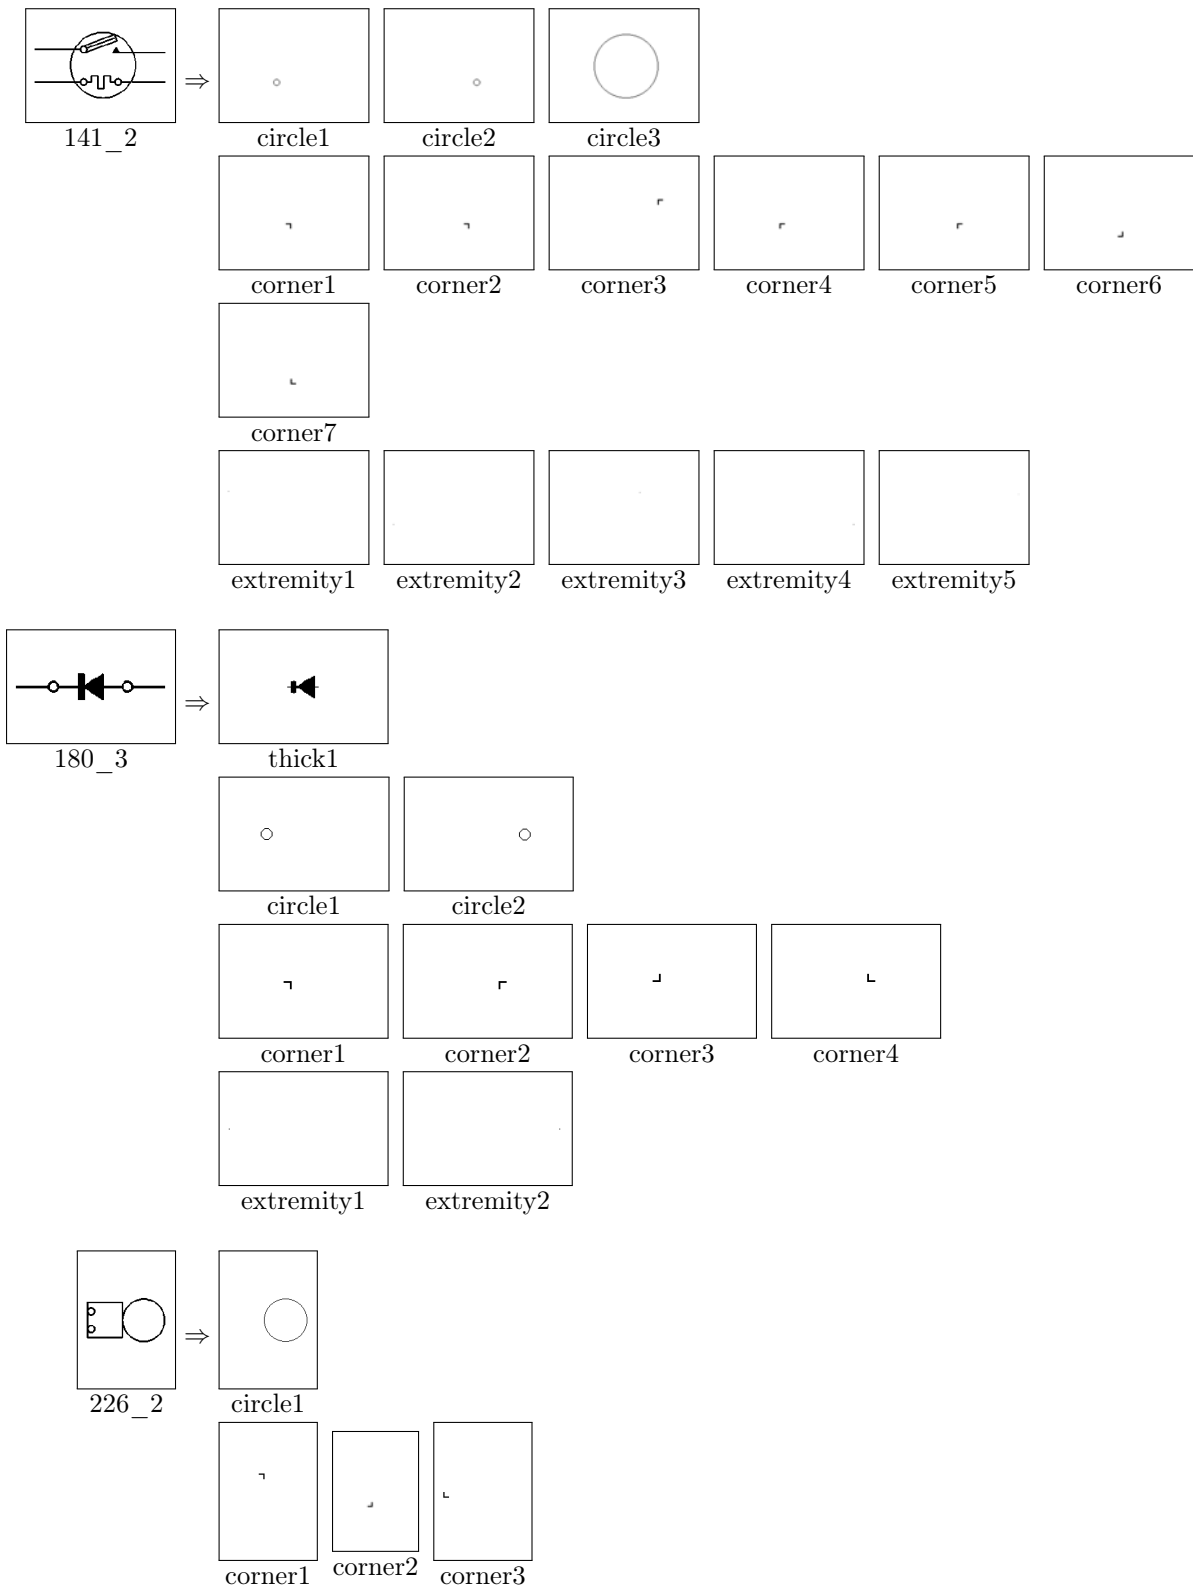 ⇒
141_2 circle1 circle2 circle3
corner1 corner2 corner3 corner4 corner5 corner6
corner7
extremity1 extremity2 extremity3 extremity4 extremity5
⇒
180_3 thick1
circle1 circle2
corner1 corner2 corner3 corner4
extremity1 extremity2
⇒
226_2 circle1
corner1 corner2 corner3